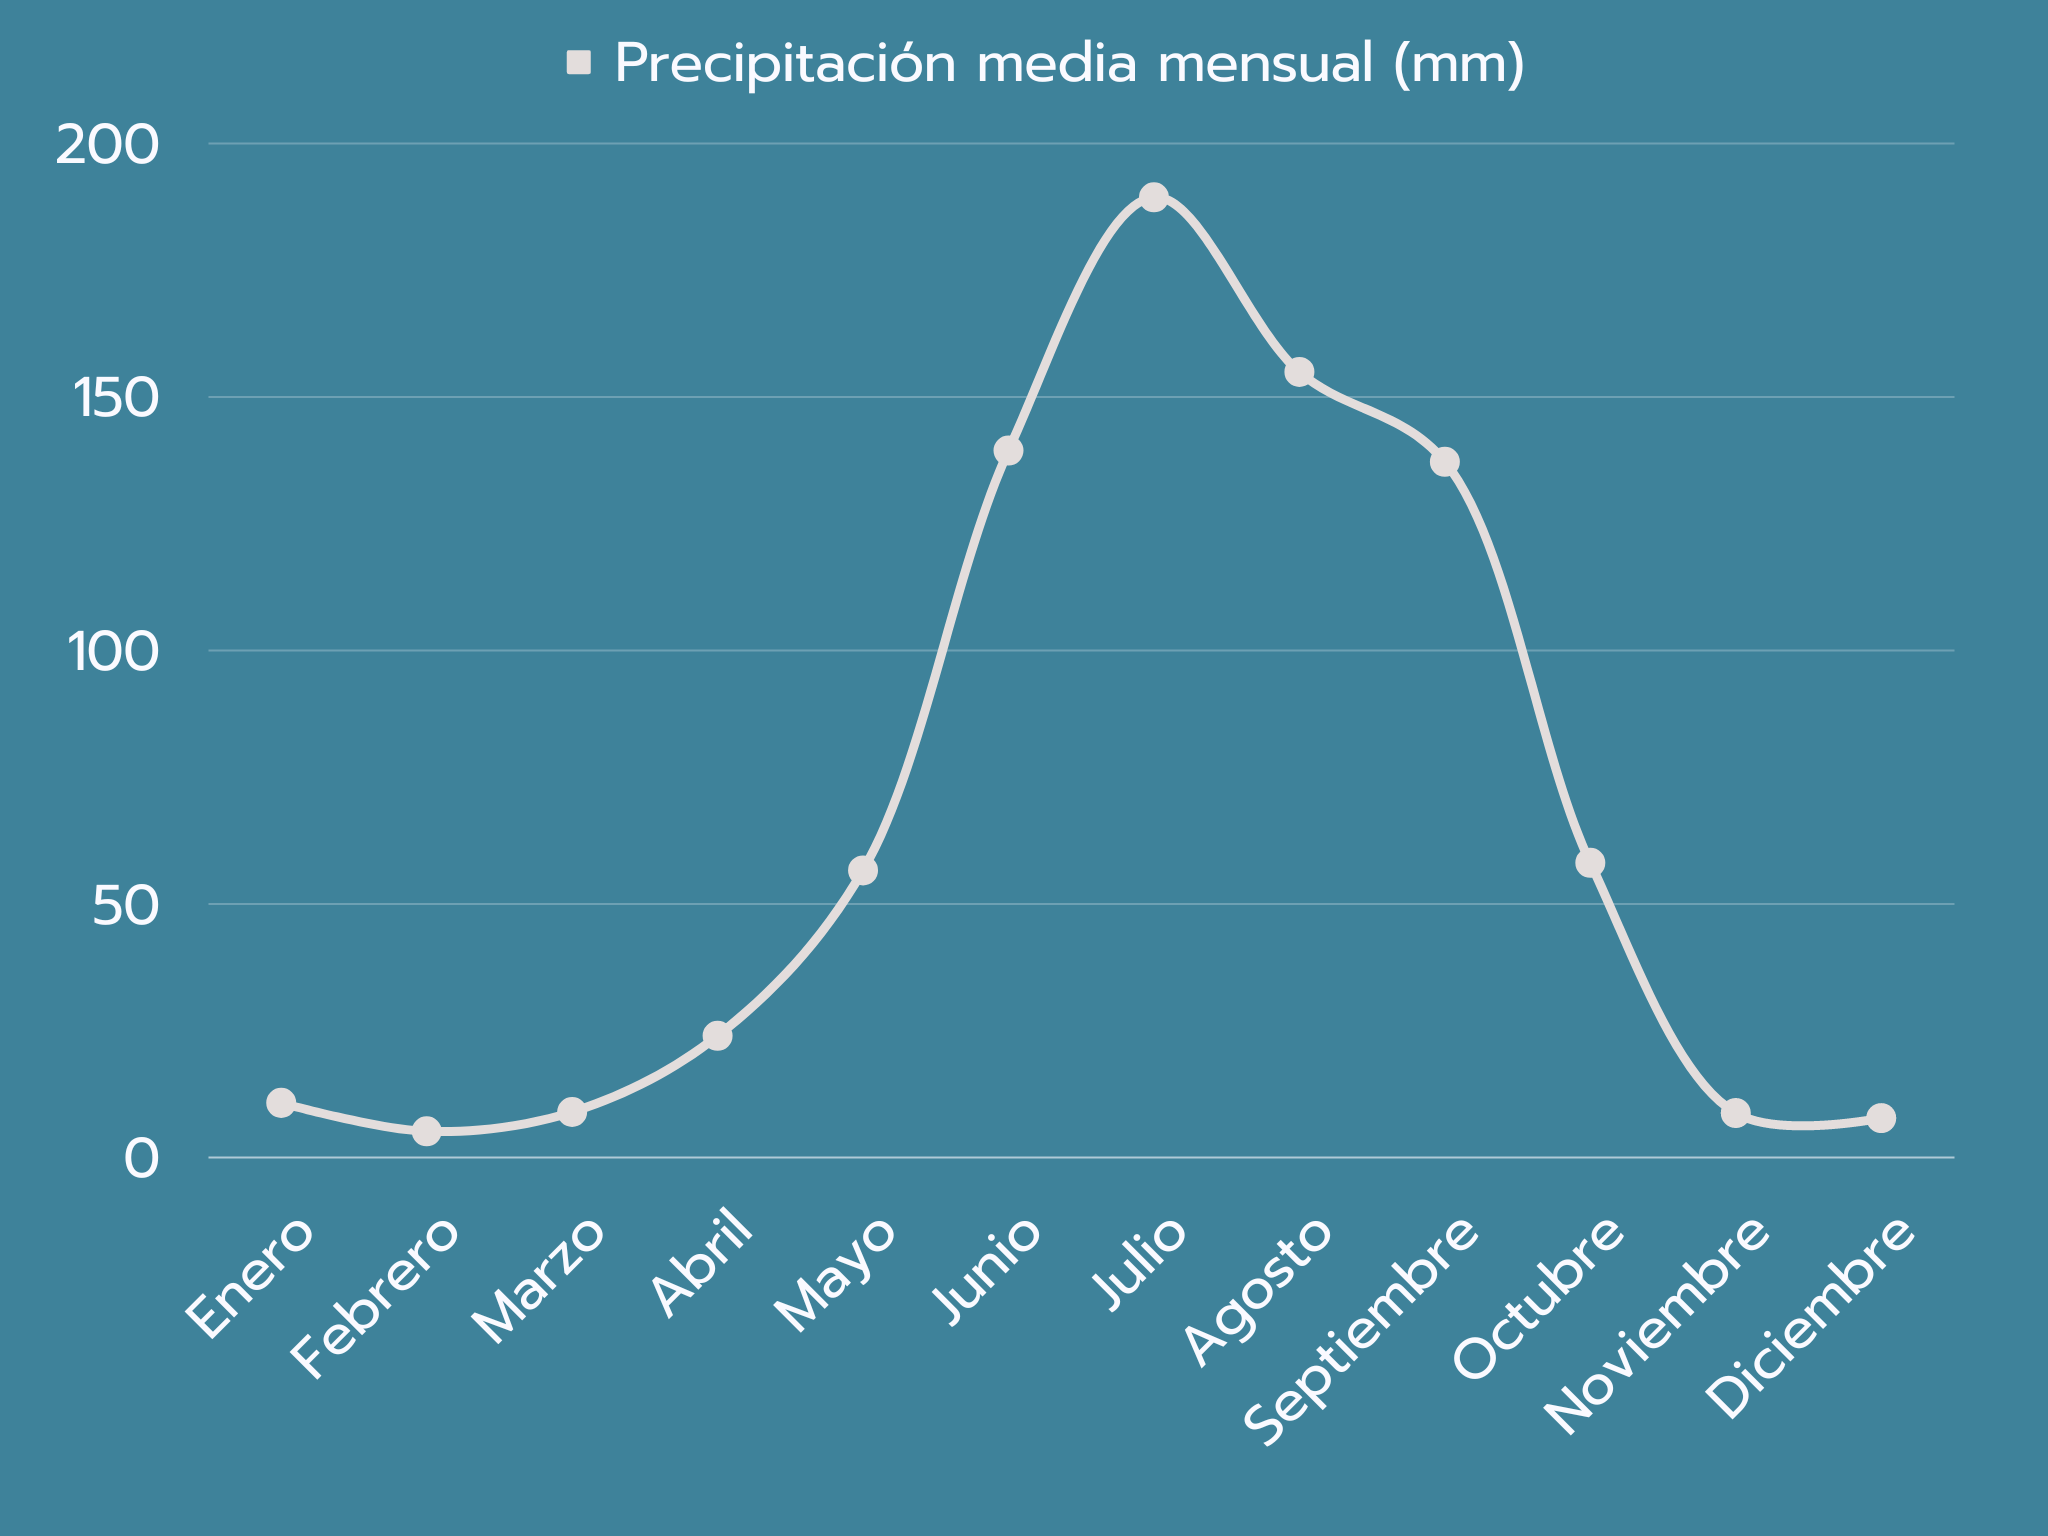 Precipitación media mensual (mm)
200
150
100
50
0
Enero
Febrero
Marzo
Abril
Mayo
Junio
Julio
Agosto
Septiembre
Octubre
Noviembre
Diciembre